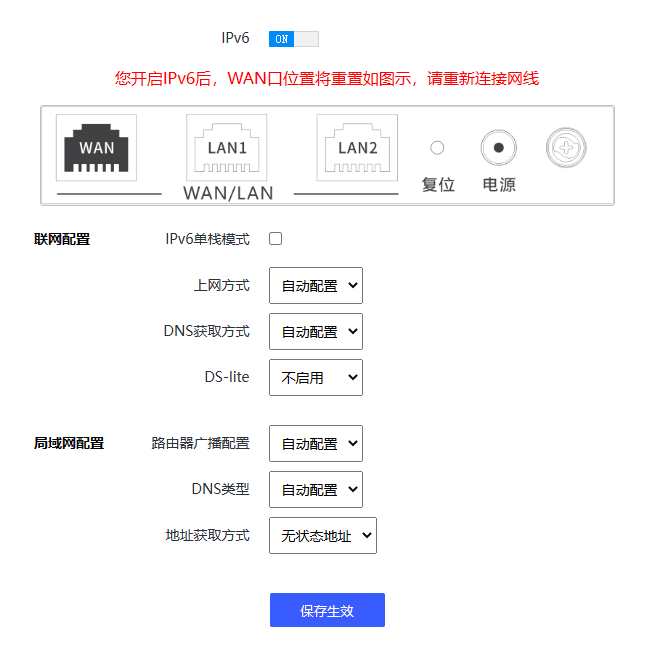 IPv6 ON
您开启IPv6后，WAN口位置将重置如图示，请重新连接网线
WAN LAN1 LAN2
复位 电源
WAN/LAN
联网配置 IPv6单栈模式
上网方式 自动配置
DNS获取方式 自动配置
DS-lite 不启用
局域网配置 路由器广播配置 自动配置
DNS类型 自动配置
地址获取方式 无状态地址
保存生效